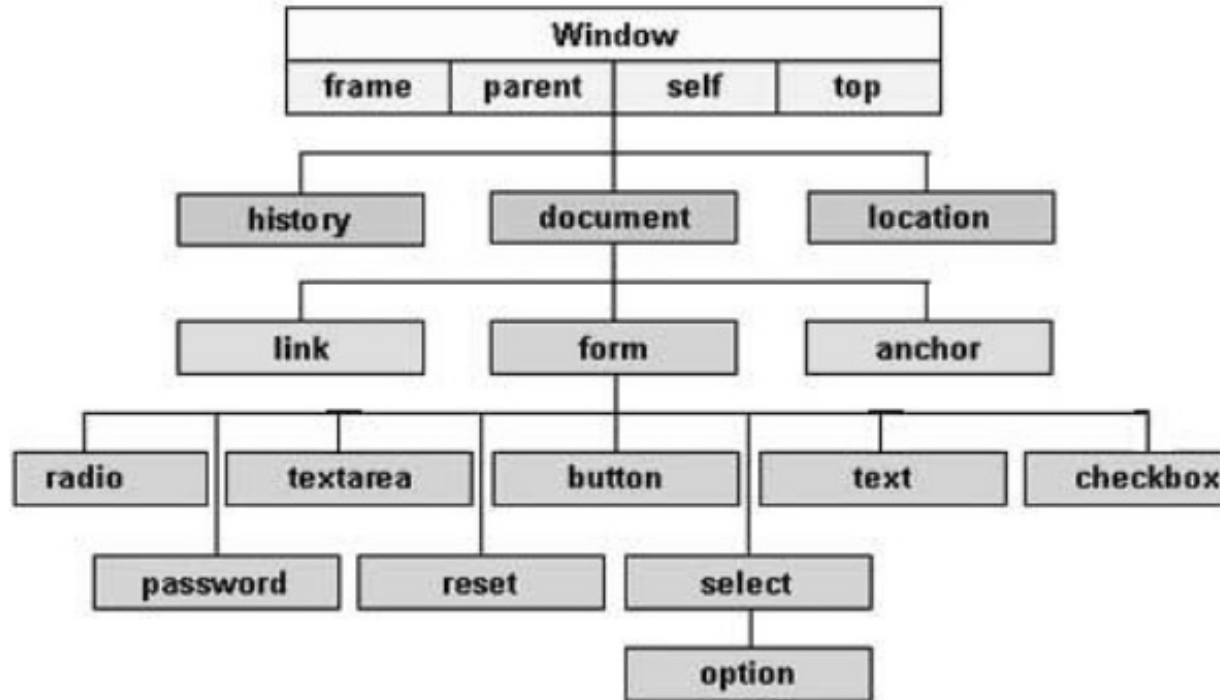 Window
frame parent self top
history document location
link form anchor
radio textarea button text checkbox
password reset select
option